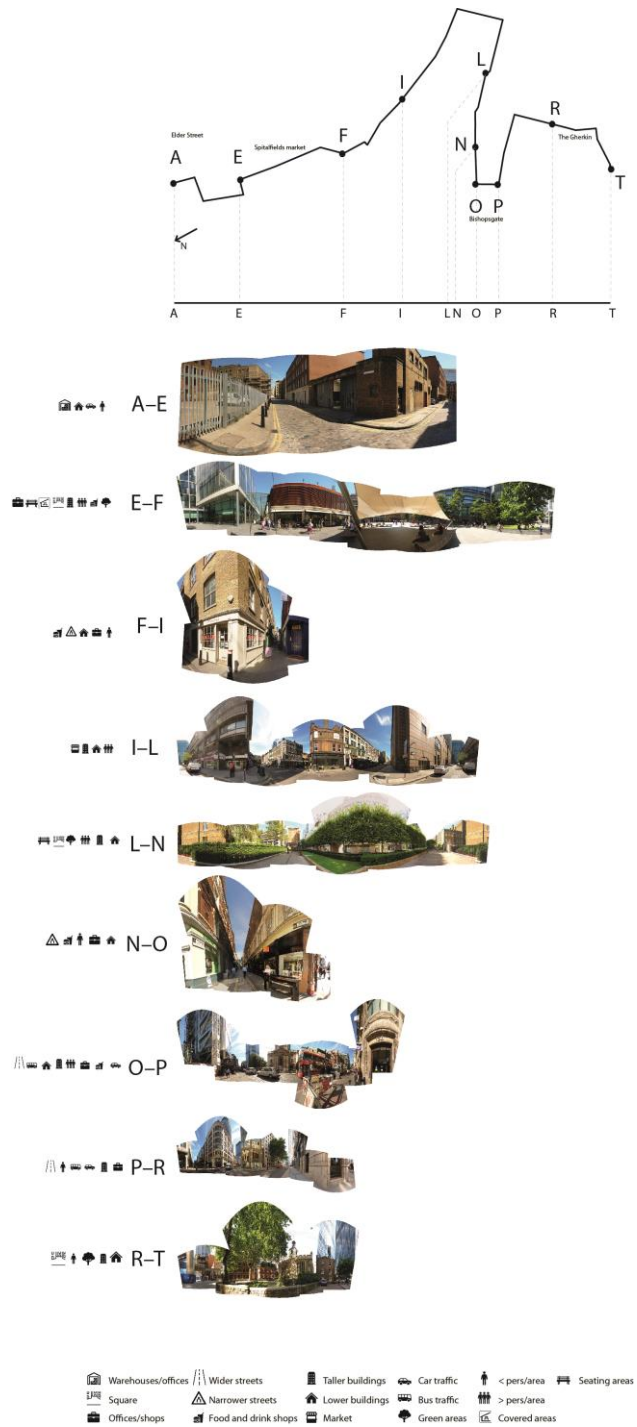 L
I
R
Elder Street
Spitalfields market
F
The Gherkin
A
E
N
T
O P
Bishopsgate
N
A E F I L N O P R T
A–E
E–F
F–I
I–L
L–N
N–O
O–P
P–R
R–T
Warehouses/offices Wider streets Taller buildings Car traffic < pers/area Seating areas
Square Narrower streets Lower buildings Bus traffic > pers/area
Offices/shops Food and drink shops Market Green areas Covered areas